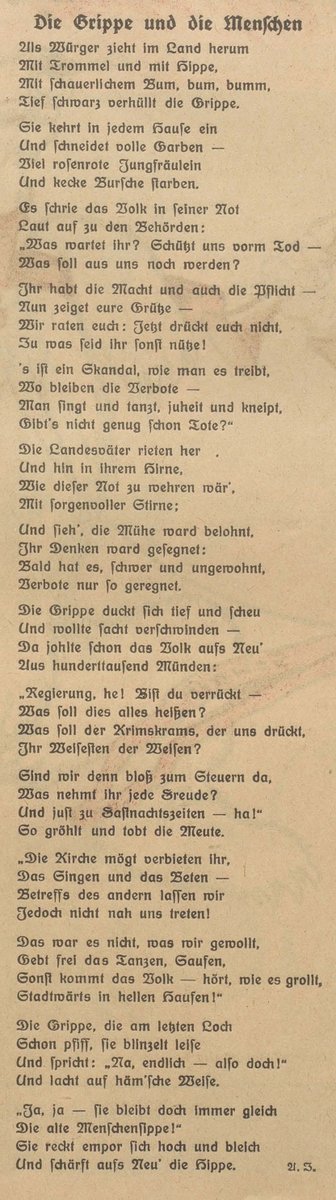 Die Grippe und die Menschen
Als Würger zieht im Land herum
Mit Trommel und mit Hippe,
Mit schauerlichem Bum, bum, bumm,
Tief schwarz verhüllt die Grippe.
Sie kehrt in jedem Hause ein
Und schneidet volle Garben —
Viel rosenrote Jungfräulein
Und kecke Bursche starben.
Es schrie das Volk in seiner Not
Laut auf zu den Behörden:
„Was wartet ihr? Schützt uns vorm Tod —
Was soll aus uns noch werden?
Ihr habt die Macht und auch die Pflicht —
Nun zeiget eure Grütze —
Wir raten euch: Jetzt drückt euch nicht,
Zu was seid ihr sonst nütze!
's ist ein Skandal, wie man es treibt,
Wo bleiben die Verbote —
Man singt und tanzt, juheit und kneipt,
Gibt's nicht genug schon Tote?“
Die Landesväter rieten her
Und hin in ihrem Hirne,
Wie dieser Not zu wehren wär',
Mit sorgenvoller Stirne;
Und sieh', die Mühe ward belohnt,
Ihr Denken ward gesegnet:
Bald hat es, schwer und ungewohnt,
Verbote nur so geregnet.
Die Grippe duckt sich tief und scheu
Und wollte sacht verschwinden —
Da johlte schon das Volk aufs Neu'
Aus hunderttausend Münden:
„Regierung, he! Bist du verrückt —
Was soll dies alles heißen?
Was soll der Krimskrams, der uns drückt,
Ihr Weisesten der Weisen?
Sind wir denn bloß zum Steuern da,
Was nehmt ihr jede Freude?
Und just zu Fastnachtszeiten — ha!“
So gröhlt und tobt die Meute.
„Die Kirche mögt verbieten ihr,
Das Singen und das Beten —
Betreffs des andern lassen wir
Jedoch nicht nah uns treten!
Das war es nicht, was wir gewollt,
Gebt frei das Tanzen, Saufen,
Sonst kommt das Volk — hört, wie es grollt,
Stadtwärts in hellen Haufen!“
Die Grippe, die am letzten Loch
Schon pfiff, sie blinzelt leise
Und spricht: „Na, endlich — also doch!“
Und lacht auf häm'sche Weise.
„Ja, ja — sie bleibt doch immer gleich
Die alte Menschensippe!“
Sie reckt empor sich hoch und bleich
Und schärft aufs Neu' die Hippe. A. Z.